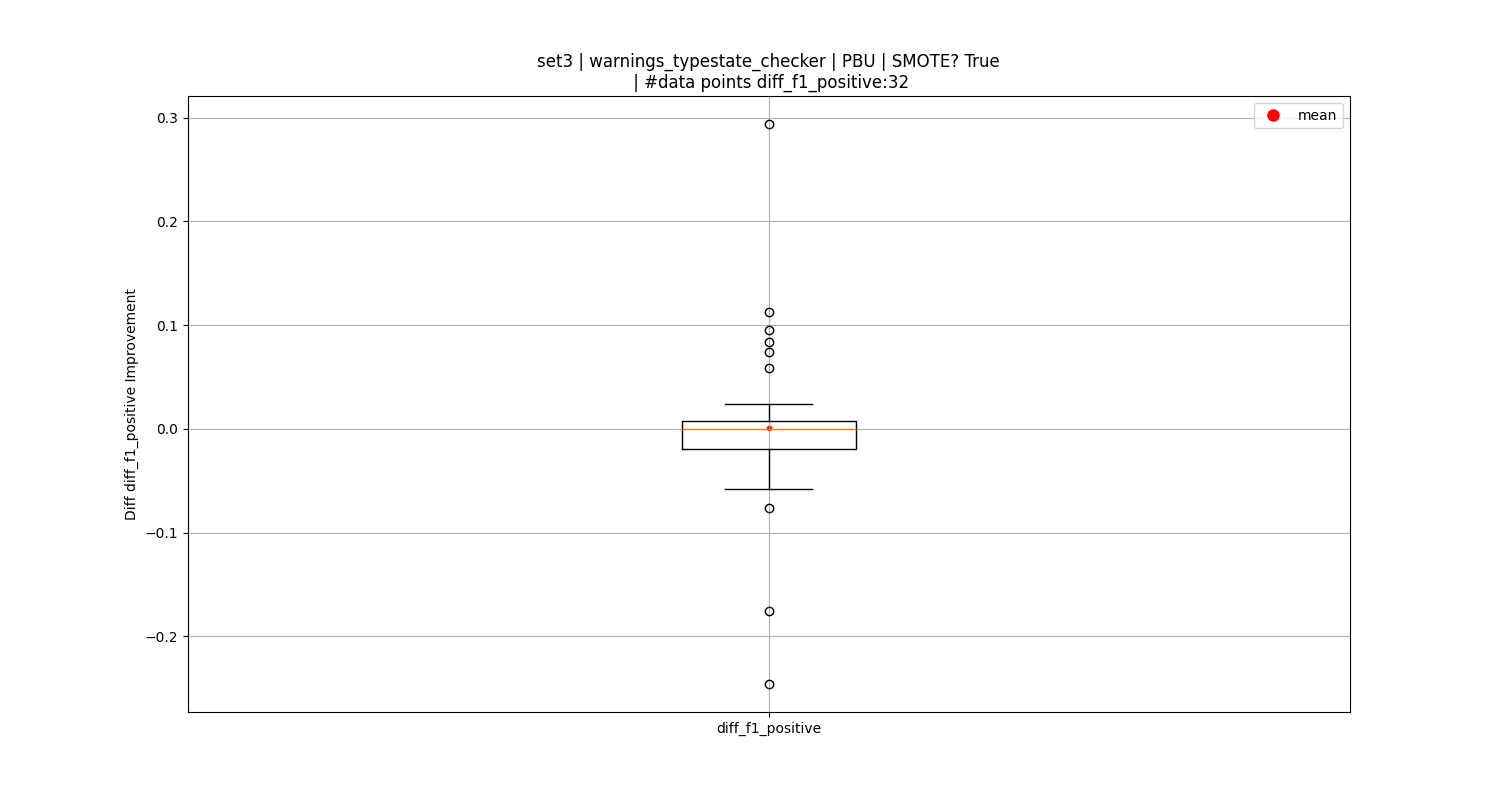 set3 | warnings_typestate_checker | PBU | SMOTE? True
| #data points diff_f1_positive:32
mean
0.3
0.2
0.1
0.0
−0.1
−0.2
Diff diff_f1_positive Improvement
diff_f1_positive